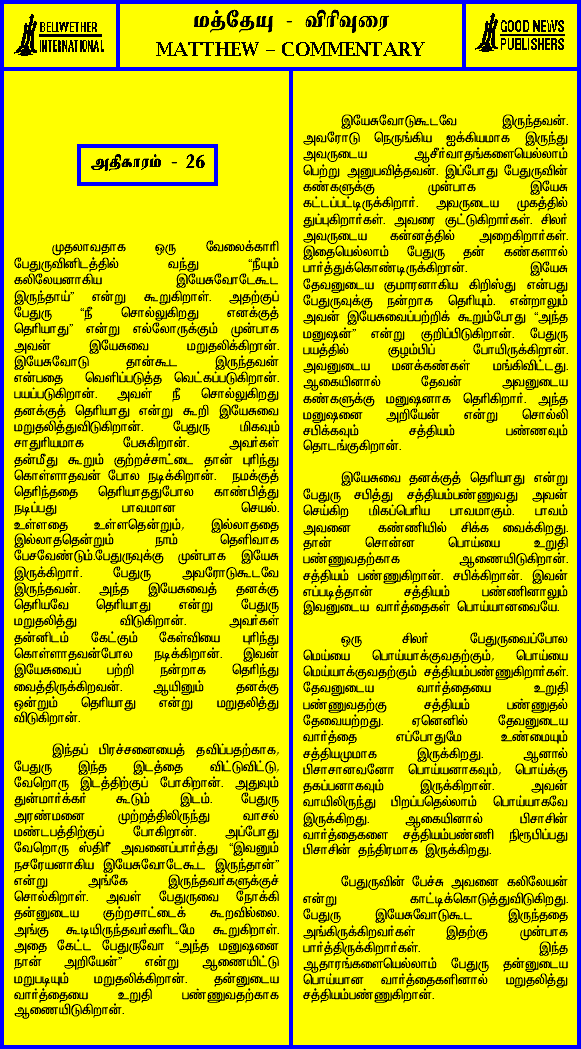 BELIWETHER
INTERNATIONAL
மத்தேயு - விரிவுரை
MATTHEW – COMMENTARY
GOOD NEWS
PUBLISHERS
அதிகாரம் - 26
முதலாவதாக ஒரு வேலைக்காரி
பேதுருவினிடத்தில் வந்து “நீயும்
கலிலேயனாகிய இயேசுவோடேகூட
இருந்தாய்” என்று கூறுகிறாள். அதற்குப்
பேதுரு “நீ சொல்லுகிறது எனக்குத்
தெரியாது” என்று எல்லோருக்கும் முன்பாக
அவன் இயேசுவை மறுதலிக்கிறான்.
இயேசுவோடு தான்கூட இருந்தவன்
என்பதை வெளிப்படுத்த வெட்கப்படுகிறான்.
பயப்படுகிறான். அவள் நீ சொல்லுகிறது
தனக்குத் தெரியாது என்று கூறி இயேசுவை
மறுதலித்துவிடுகிறான். பேதுரு மிகவும்
சாதுரியமாக பேசுகிறான். அவர்கள்
தன்மீது கூறும் குற்றச்சாட்டை தான் புரிந்து
கொள்ளாதவன் போல நடிக்கிறான். நமக்குத்
தெரிந்ததை தெரியாததுபோல காண்பித்து
நடிப்பது பாவமான செயல்.
உள்ளதை உள்ளதென்றும், இல்லாததை
இல்லாததென்றும் நாம் தெளிவாக
பேசவேண்டும்.பேதுருவுக்கு முன்பாக இயேசு
இருக்கிறார். பேதுரு அவரோடுகூடவே
இருந்தவன். அந்த இயேசுவைத் தனக்கு
தெரியவே தெரியாது என்று பேதுரு
மறுதலித்து விடுகிறான். அவர்கள்
தன்னிடம் கேட்கும் கேள்வியை புரிந்து
கொள்ளாதவன்போல நடிக்கிறான். இவன்
இயேசுவைப் பற்றி நன்றாக தெரிந்து
வைத்திருக்கிறவன். ஆயினும் தனக்கு
ஒன்றும் தெரியாது என்று மறுதலித்து
விடுகிறான்.
இந்தப் பிரச்சனையைத் தவிப்பதற்காக,
பேதுரு இந்த இடத்தை விட்டுவிட்டு,
வேறொரு இடத்திற்குப் போகிறான். அதுவும்
துன்மார்க்கர் கூடும் இடம். பேதுரு
அரண்மனை முற்றத்திலிருந்து வாசல்
மண்டபத்திற்குப் போகிறான். அப்போது
வேறொரு ஸ்திரீ அவனைப்பார்த்து “இவனும்
நசரேயனாகிய இயேசுவோடேகூட இருந்தான்”
என்று அங்கே இருந்தவர்களுக்குச்
சொல்கிறாள். அவள் பேதுருவை நோக்கி
தன்னுடைய குற்றசாட்டைக் கூறவில்லை.
அங்கு கூடியிருந்தவர்களிடமே கூறுகிறாள்.
அதை கேட்ட பேதுருவோ “அந்த மனுஷனை
நான் அறியேன்” என்று ஆணையிட்டு
மறுபடியும் மறுதலிக்கிறான். தன்னுடைய
வார்த்தையை உறுதி பண்ணுவதற்காக
ஆணையிடுகிறான்.
இயேசுவோடுகூடவே இருந்தவன்.
அவரோடு நெருங்கிய ஐக்கியமாக இருந்து
அவருடைய ஆசீர்வாதங்களையெல்லாம்
பெற்று அனுபவித்தவன். இப்போது பேதுருவின்
கண்களுக்கு முன்பாக இயேசு
கட்டப்பட்டிருக்கிறார். அவருடைய முகத்தில்
துப்புகிறார்கள். அவரை குட்டுகிறார்கள். சிலர்
அவருடைய கன்னத்தில் அறைகிறார்கள்.
இதையெல்லாம் பேதுரு தன் கண்களால்
பார்த்துக்கொண்டிருக்கிறான். இயேசு
தேவனுடைய குமாரனாகிய கிறிஸ்து என்பது
பேதுருவுக்கு நன்றாக தெரியும். என்றாலும்
அவன் இயேசுவைப்பற்றிக் கூறும்போது “அந்த
மனுஷன்” என்று குறிப்பிடுகிறான். பேதுரு
பயத்தில் குழம்பிப் போயிருக்கிறான்.
அவனுடைய மனக்கண்கள் மங்கிவிட்டது.
ஆகையினால் தேவன் அவனுடைய
கண்களுக்கு மனுஷனாக தெரிகிறார். அந்த
மனுஷனை அறியேன் என்று சொல்லி
சபிக்கவும் சத்தியம் பண்ணவும்
தொடங்குகிறான்.
இயேசுவை தனக்குத் தெரியாது என்று
பேதுரு சபித்து சத்தியம்பண்ணுவது அவன்
செய்கிற மிகப்பெரிய பாவமாகும். பாவம்
அவனை கண்ணியில் சிக்க வைக்கிறது.
தான் சொன்ன பொய்யை உறுதி
பண்ணுவதற்காக ஆணையிடுகிறான்.
சத்தியம் பண்ணுகிறான். சபிக்கிறான். இவன்
எப்படித்தான் சத்தியம் பண்ணினாலும்
இவனுடைய வார்த்தைகள் பொய்யானவையே.
ஒரு சிலர் பேதுருவைப்போல
மெய்யை பொய்யாக்குவதற்கும், பொய்யை
மெய்யாக்குவதற்கும் சத்தியம்பண்ணுகிறார்கள்.
தேவனுடைய வார்த்தையை உறுதி
பண்ணுவதற்கு சத்தியம் பண்ணுதல்
தேவையற்றது. ஏனெனில் தேவனுடைய
வார்த்தை எப்போதுமே உண்மையும்
சத்தியமுமாக இருக்கிறது. ஆனால்
பிசாசானவனோ பொய்யனாகவும், பொய்க்கு
தகப்பனாகவும் இருக்கிறான். அவன்
வாயிலிருந்து பிறப்பதெல்லாம் பொய்யாகவே
இருக்கிறது. ஆகையினால் பிசாசின்
வார்த்தைகளை சத்தியம்பண்ணி நிரூபிப்பது
பிசாசின் தந்திரமாக இருக்கிறது.
பேதுருவின் பேச்சு அவனை கலிலேயன்
என்று காட்டிக்கொடுத்துவிடுகிறது.
பேதுரு இயேசுவோடுகூட இருந்ததை
அங்கிருக்கிறவர்கள் இதற்கு முன்பாக
பார்த்திருக்கிறார்கள். இந்த
ஆதாரங்களையெல்லாம் பேதுரு தன்னுடைய
பொய்யான வார்த்தைகளினால் மறுதலித்து
சத்தியம்பண்ணுகிறான்.